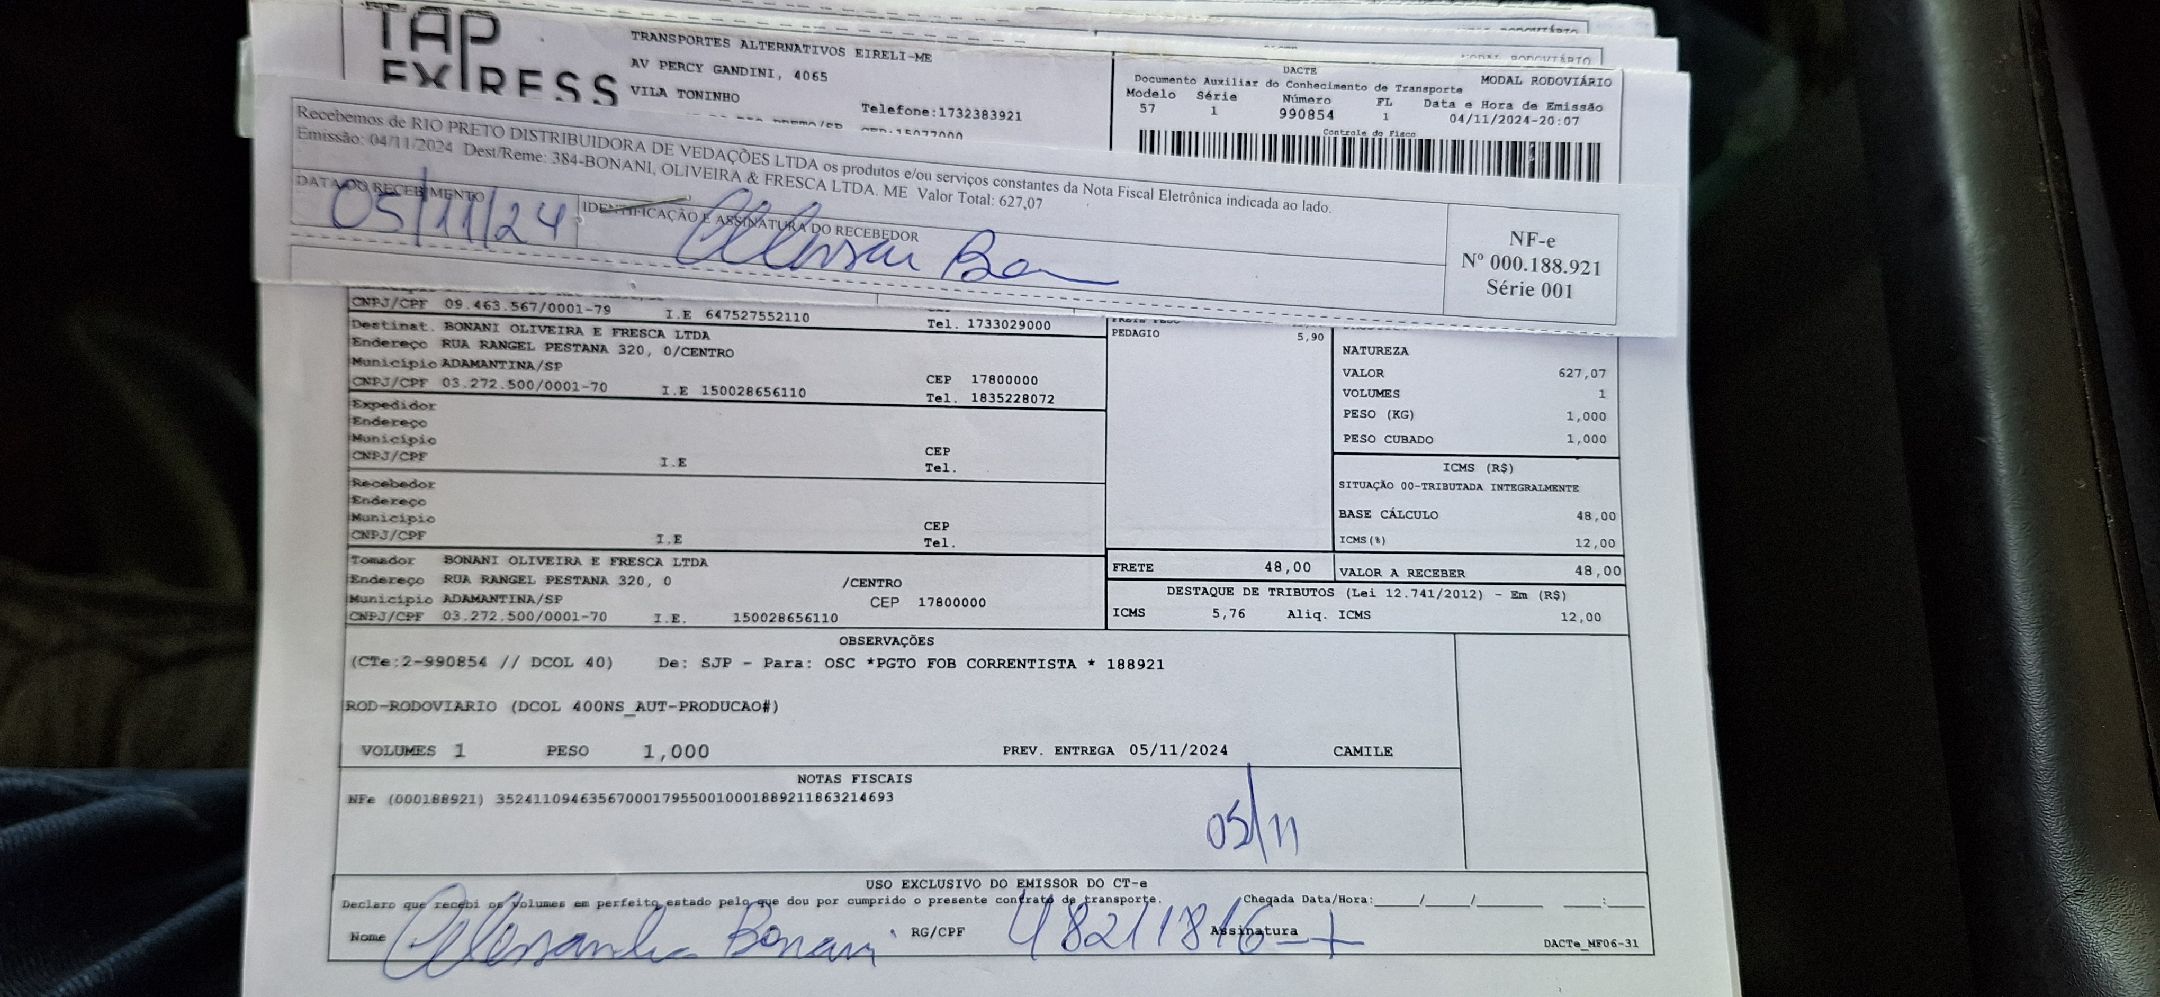 TAP
EXPRESS
TRANSPORTES ALTERNATIVOS EIRELI-ME
AV PERCY GANDINI, 4065
VILA TONINHO
Telefone:1732383921
CEP:15077000
DACTE
MODAL RODOVIÁRIO
Documento Auxiliar do Conhecimento de Transporte
Modelo Série Número FL Data e Hora de Emissão
57 1 990854 1 04/11/2024-20:07
Controle do Fisco
Recebemos de RIO PRETO DISTRIBUIDORA DE VEDAÇÕES LTDA os produtos e/ou serviços constantes da Nota Fiscal Eletrônica indicada ao lado.
Emissão: 04/11/2024 Dest/Reme: 384-BONANI, OLIVEIRA & FRESCA LTDA. ME Valor Total: 627,07
DATA DO RECEBIMENTO
05/11/24
IDENTIFICAÇÃO E ASSINATURA DO RECEBEDOR
NF-e
Nº 000.188.921
Série 001
CNPJ/CPF 09.463.567/0001-79 I.E 647527552110 Tel. 1733029000
Destinat. BONANI OLIVEIRA E FRESCA LTDA
Endereço RUA RANGEL PESTANA 320, 0/CENTRO
Município ADAMANTINA/SP CEP 17800000
CNPJ/CPF 03.272.500/0001-70 I.E 150028656110 Tel. 1835228072
Expedidor
Endereço
Município CEP
CNPJ/CPF I.E Tel.
Recebedor
Endereço
Município CEP
CNPJ/CPF I.E Tel.
Tomador BONANI OLIVEIRA E FRESCA LTDA
Endereço RUA RANGEL PESTANA 320, 0 /CENTRO
Município ADAMANTINA/SP CEP 17800000
CNPJ/CPF 03.272.500/0001-70 I.E. 150028656110
PEDAGIO 5,90
NATUREZA
VALOR 627,07
VOLUMES 1
PESO (KG) 1,000
PESO CUBADO 1,000
ICMS (R$)
SITUAÇÃO 00-TRIBUTADA INTEGRALMENTE
BASE CÁLCULO 48,00
ICMS(%) 12,00
FRETE 48,00 VALOR A RECEBER 48,00
DESTAQUE DE TRIBUTOS (Lei 12.741/2012) - Em (R$)
ICMS 5,76 Aliq. ICMS 12,00
OBSERVAÇÕES
(CTe:2-990854 // DCOL 40) De: SJP - Para: OSC *PGTO FOB CORRENTISTA * 188921
ROD-RODOVIARIO (DCOL 400NS_AUT-PRODUCAO#)
VOLUMES 1 PESO 1,000 PREV. ENTREGA 05/11/2024 CAMILE
NOTAS FISCAIS
NFe (000188921) 35241109463567000179550010001889211863214693
05/11
USO EXCLUSIVO DO EMISSOR DO CT-e
Declaro que recebi os volumes em perfeito estado pelo que dou por cumprido o presente contrato de transporte. Chegada Data/Hora:____/____/______ ____:____
Nome Alessandra Bonani RG/CPF Assinatura
DACTe_MF06-31